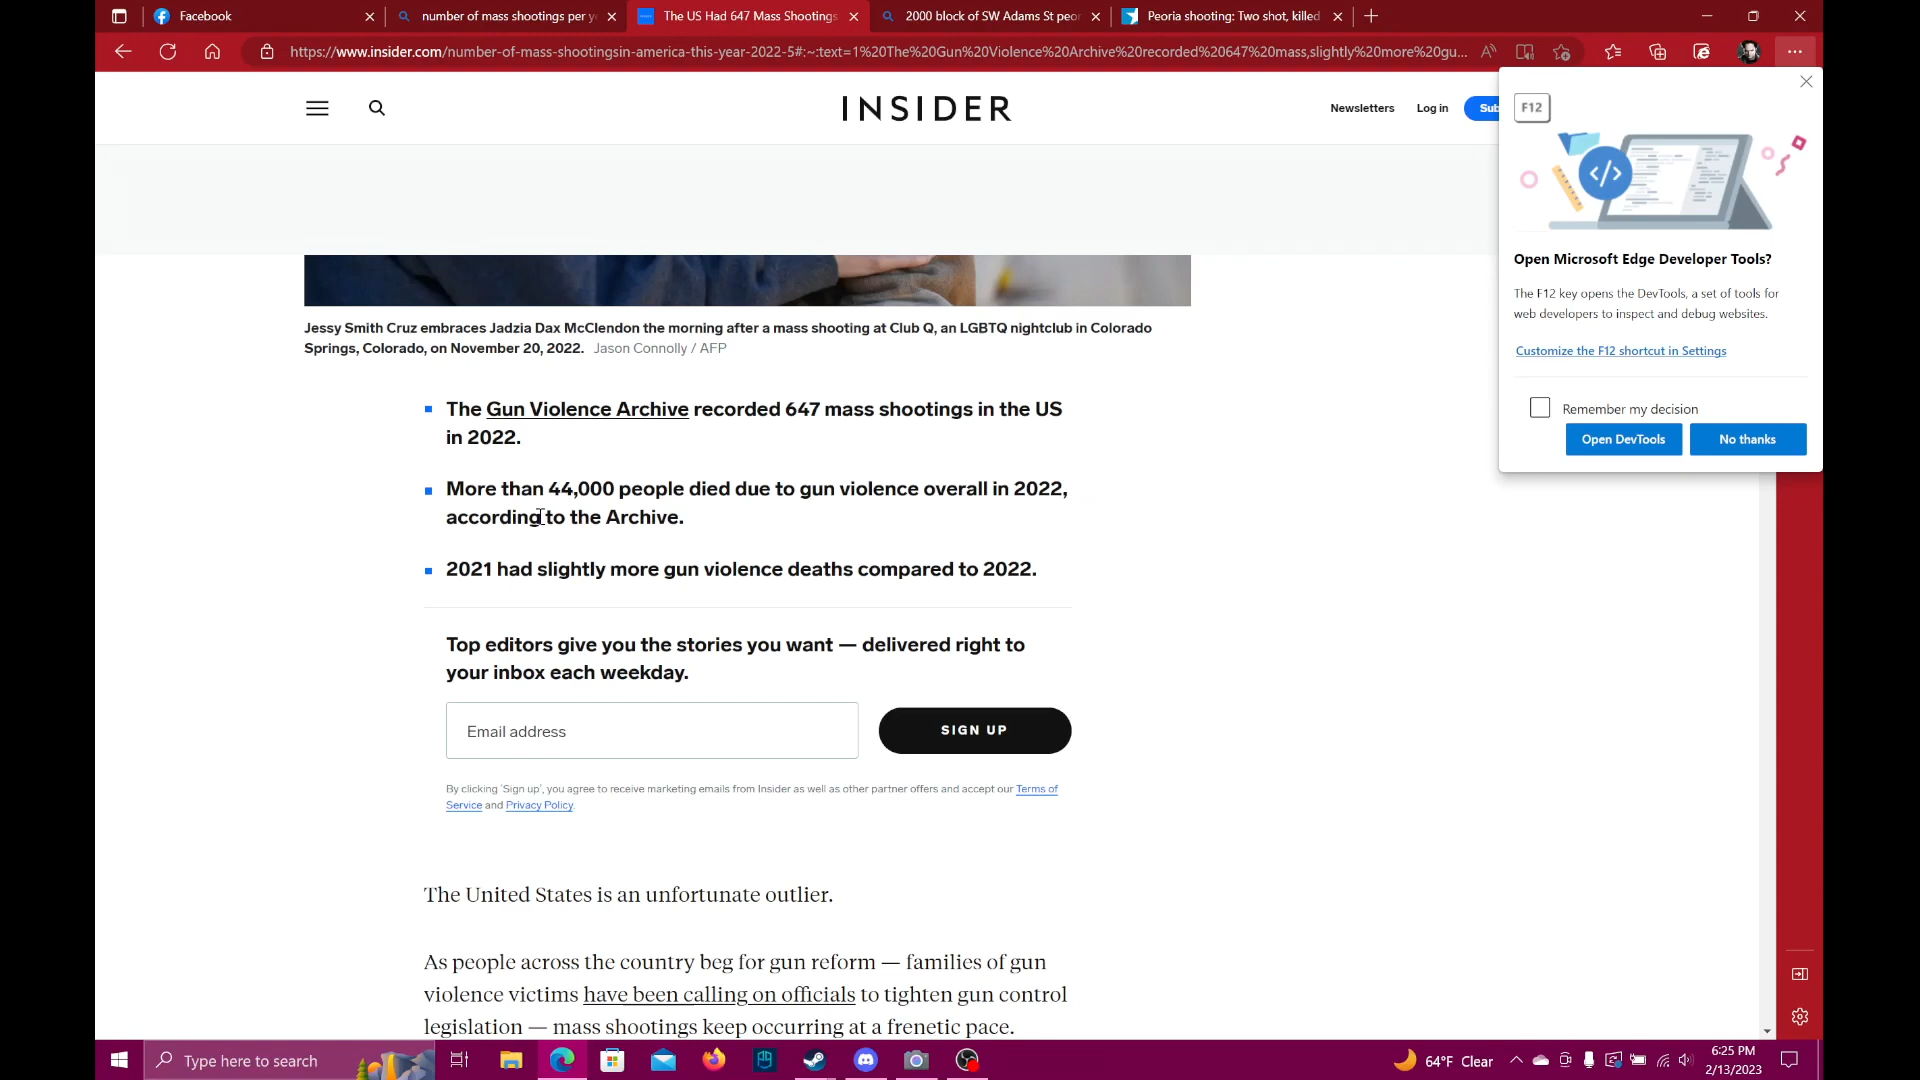 Facebook
number of mass shootings per y
The US Had 647 Mass Shootings
2000 block of SW Adams St peor
Peoria shooting: Two shot, killed
https://www.insider.com/number-of-mass-shootingsin-america-this-year-2022-5#:~:text=1%20The%20Gun%20Violence%20Archive%20recorded%20647%20mass,slightly%20more%20gu...
INSIDER
Newsletters
Log in
Sub
F12
Open Microsoft Edge Developer Tools?
The F12 key opens the DevTools, a set of tools for
web developers to inspect and debug websites.
Customize the F12 shortcut in Settings
Remember my decision
Open DevTools
No thanks
Jessy Smith Cruz embraces Jadzia Dax McClendon the morning after a mass shooting at Club Q, an LGBTQ nightclub in Colorado
Springs, Colorado, on November 20, 2022. Jason Connolly / AFP
The Gun Violence Archive recorded 647 mass shootings in the US
in 2022.
More than 44,000 people died due to gun violence overall in 2022,
according to the Archive.
2021 had slightly more gun violence deaths compared to 2022.
Top editors give you the stories you want — delivered right to
your inbox each weekday.
Email address
SIGN UP
By clicking 'Sign up', you agree to receive marketing emails from Insider as well as other partner offers and accept our Terms of
Service and Privacy Policy.
The United States is an unfortunate outlier.
As people across the country beg for gun reform — families of gun
violence victims have been calling on officials to tighten gun control
legislation — mass shootings keep occurring at a frenetic pace.
Type here to search
64°F Clear
6:25 PM
2/13/2023